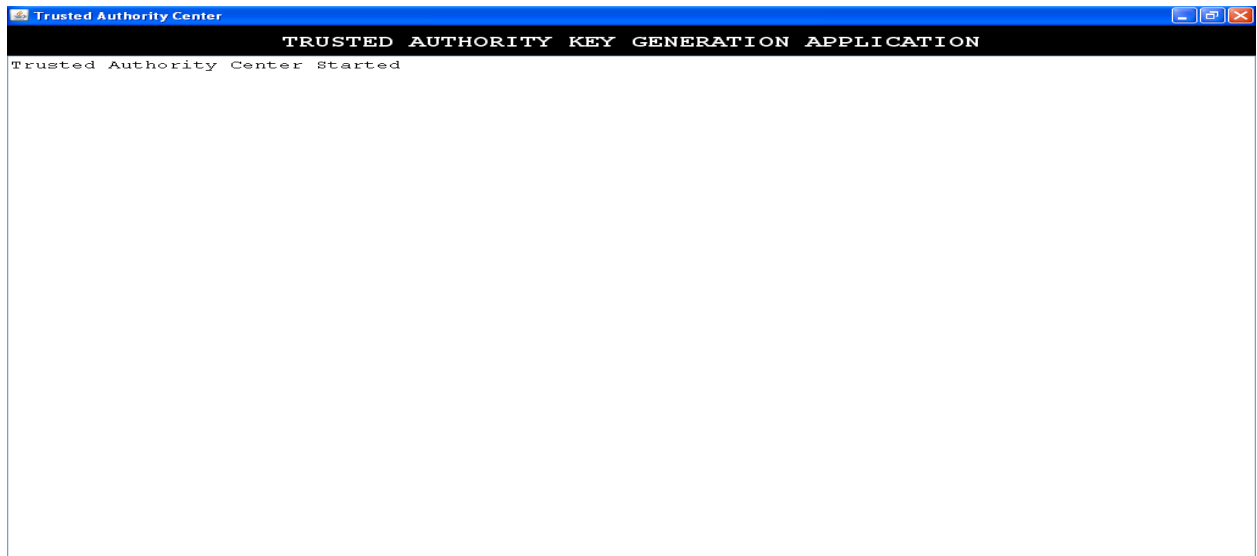 Trusted Authority Center
TRUSTED AUTHORITY KEY GENERATION APPLICATION
Trusted Authority Center Started